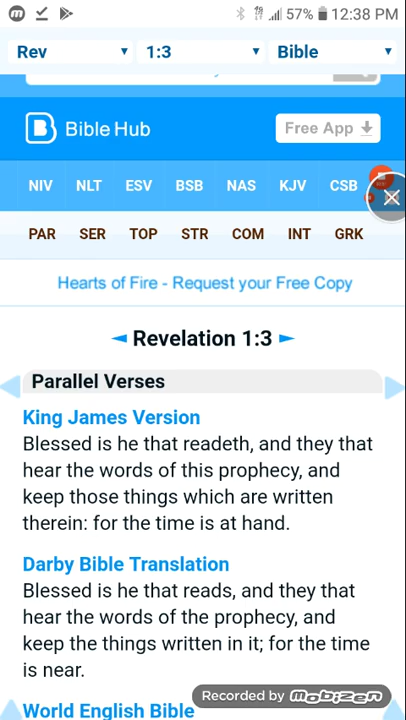 57% 12:38 PM
Rev 1:3 Bible
Bible Hub
Free App
NIV NLT ESV BSB NAS KJV CSB
PAR SER TOP STR COM INT GRK
Hearts of Fire - Request your Free Copy
Revelation 1:3
Parallel Verses
King James Version
Blessed is he that readeth, and they that
hear the words of this prophecy, and
keep those things which are written
therein: for the time is at hand.
Darby Bible Translation
Blessed is he that reads, and they that
hear the words of the prophecy, and
keep the things written in it; for the time
is near.
Recorded by MOBIZEN
World English Bible